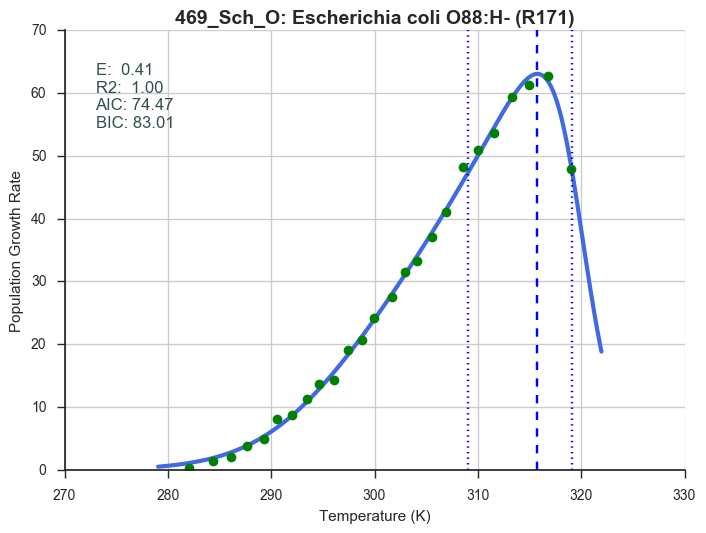 469_Sch_O: Escherichia coli O88:H- (R171)
E: 0.41
R2: 1.00
AIC: 74.47
BIC: 83.01
Population Growth Rate
70
60
50
40
30
20
10
0
270 280 290 300 310 320 330
Temperature (K)